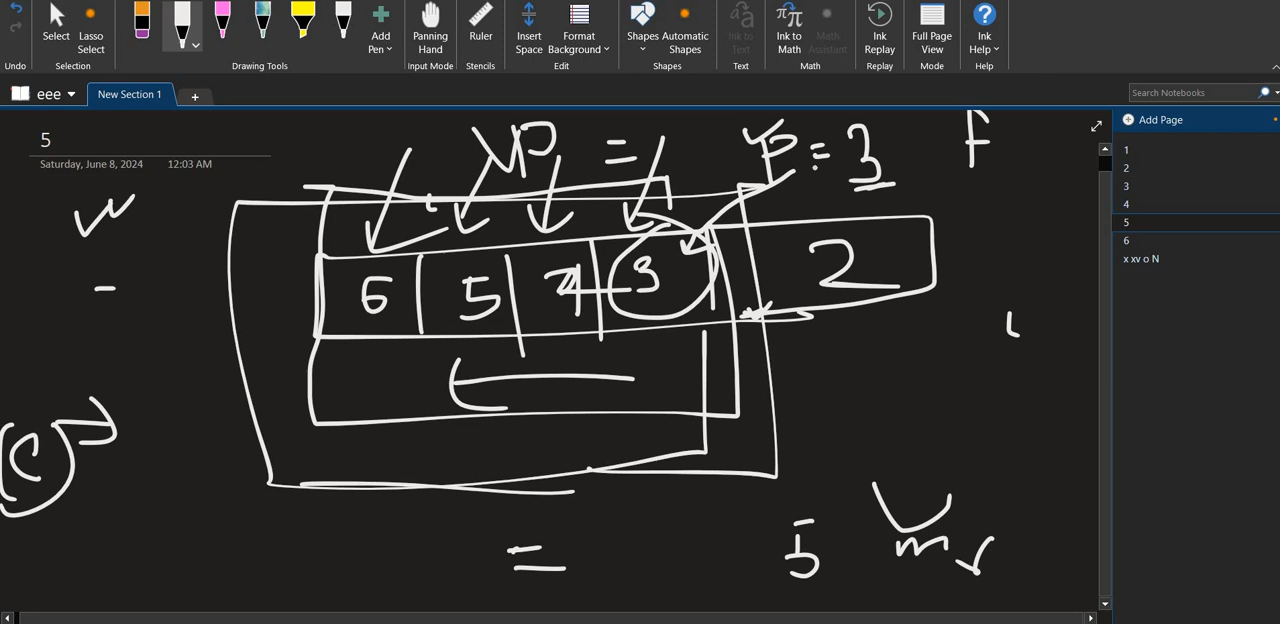 Undo
Select
Lasso Select
Selection
Drawing Tools
Add Pen
Panning Hand
Input Mode
Ruler
Stencils
Insert Space
Format Background
Edit
Shapes
Automatic Shapes
Shapes
Ink to Text
Text
Ink to Math
Math Assistant
Math
Ink Replay
Replay
Full Page View
Mode
Ink Help
Help
eee
New Section 1
+
Search Notebooks
Add Page
1
2
3
4
5
6
x xv o N
5
Saturday, June 8, 2024
12:03 AM
= 3
6 5 4 3 2
C
=
5